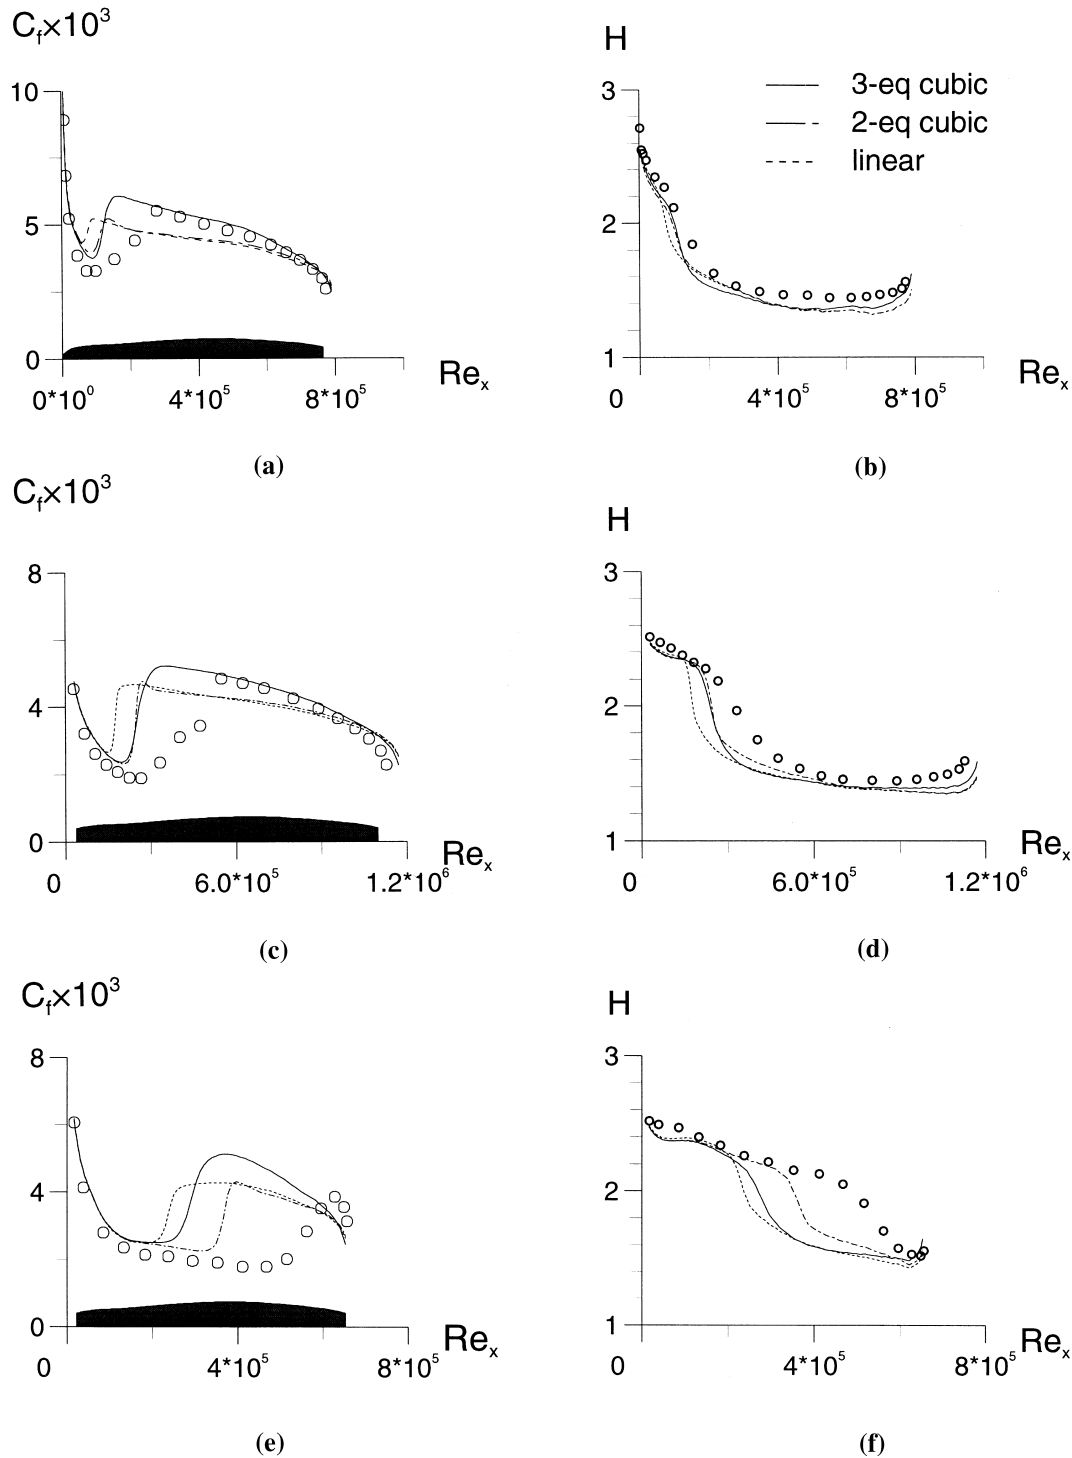 C_f×10^3
10
5
0
0*10^0
4*10^5
8*10^5
Re_x
(a)
H
3-eq cubic
2-eq cubic
linear
3
2
1
0
4*10^5
8*10^5
Re_x
(b)
C_f×10^3
8
4
0
0
6.0*10^5
1.2*10^6
Re_x
(c)
H
3
2
1
0
6.0*10^5
1.2*10^6
Re_x
(d)
C_f×10^3
8
4
0
0
4*10^5
8*10^5
Re_x
(e)
H
3
2
1
0
4*10^5
8*10^5
Re_x
(f)